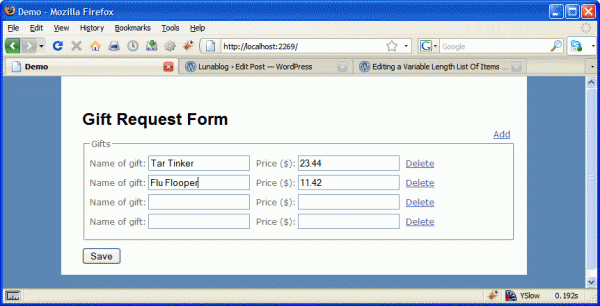 Demo - Mozilla Firefox
File Edit View History Bookmarks Tools Help
http://localhost:2269/ Google
Demo Lunablog › Edit Post — WordPress Editing a Variable Length List Of Items ...
Gift Request Form
Add
Gifts
Name of gift: Tar Tinker Price ($): 23.44 Delete
Name of gift: Flu Flooper Price ($): 11.42 Delete
Name of gift: Price ($): Delete
Name of gift: Price ($): Delete
Save
YSlow 0.192s